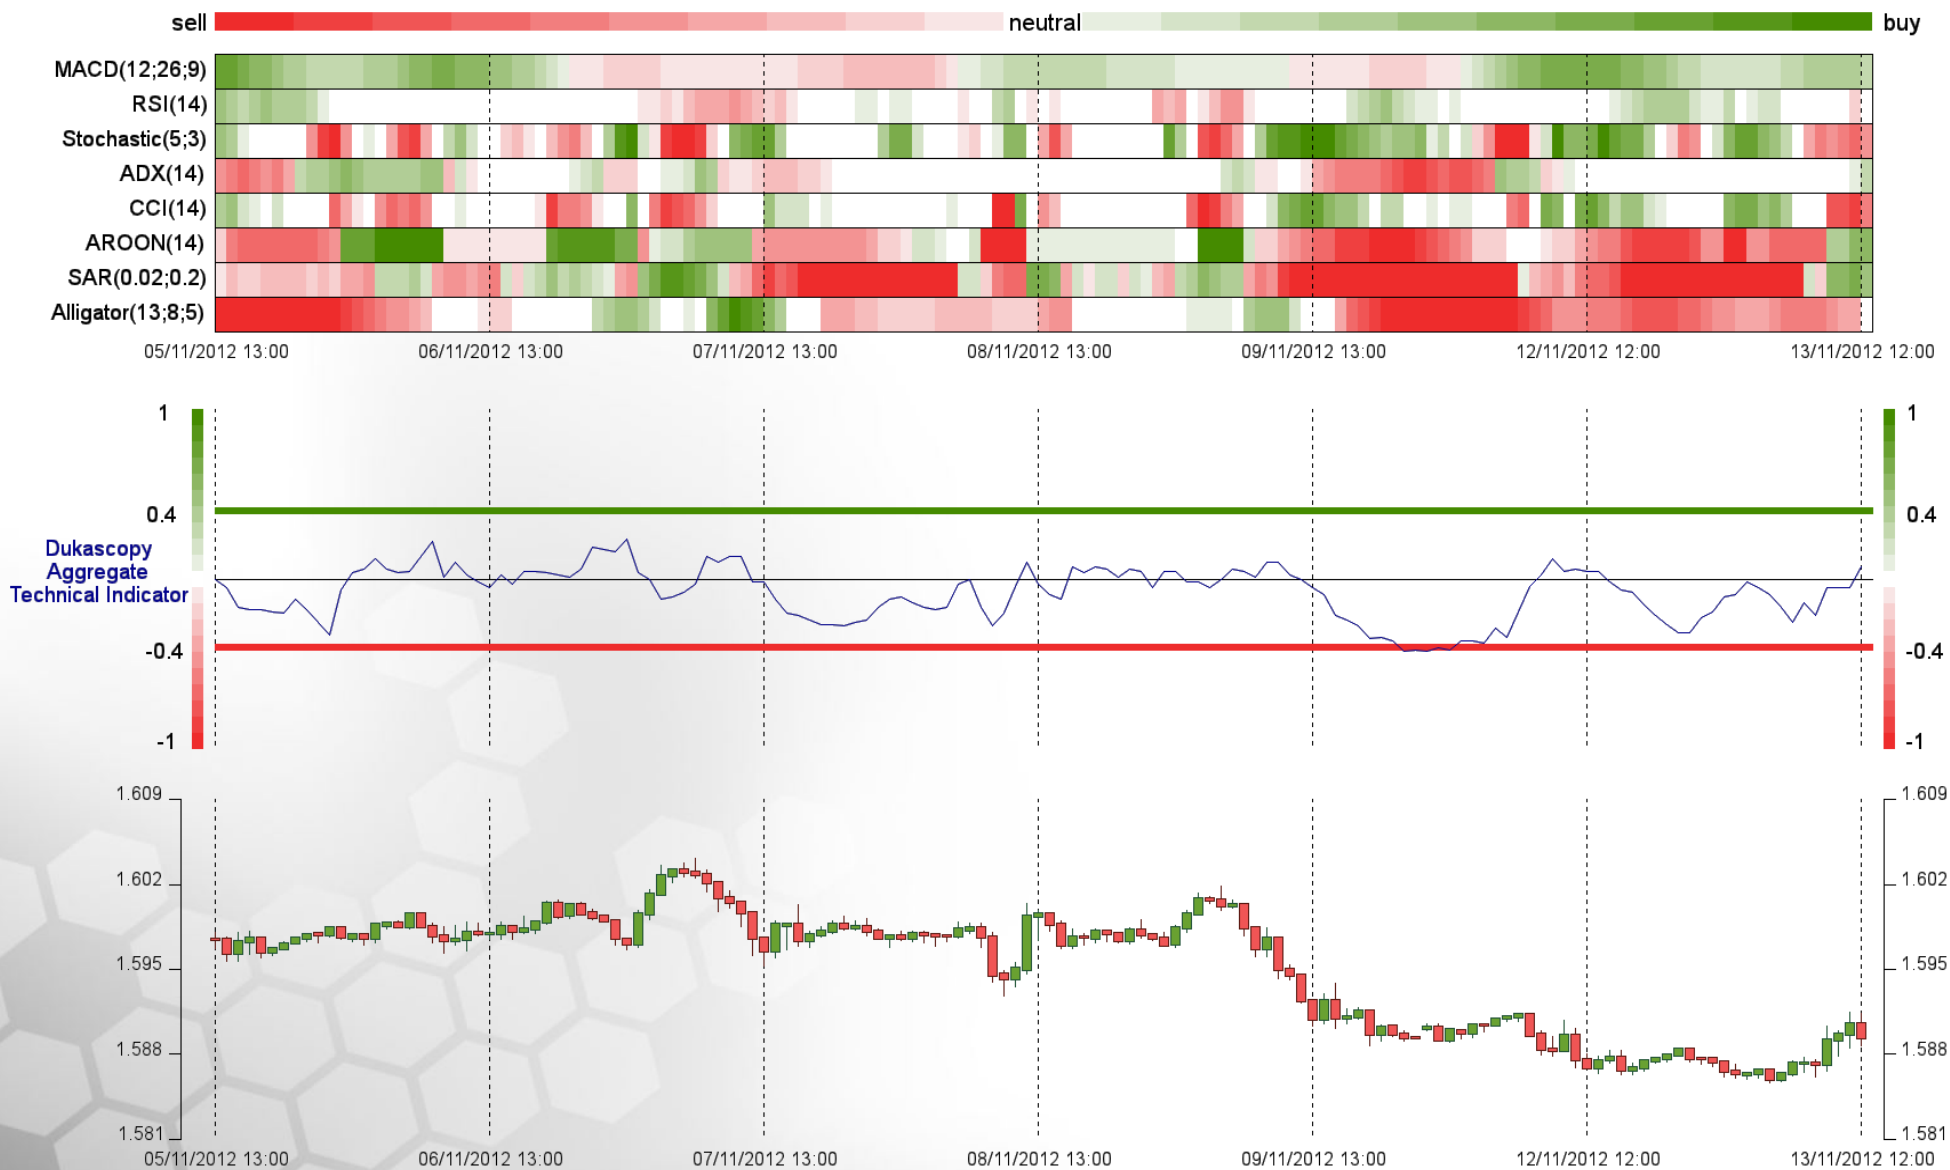 sell neutral buy
MACD(12;26;9)
RSI(14)
Stochastic(5;3)
ADX(14)
CCI(14)
AROON(14)
SAR(0.02;0.2)
Alligator(13;8;5)
05/11/2012 13:00 06/11/2012 13:00 07/11/2012 13:00 08/11/2012 13:00 09/11/2012 13:00 12/11/2012 12:00 13/11/2012 12:00
1 1
0.4 0.4
Dukascopy
Aggregate
Technical Indicator
-0.4 -0.4
-1 -1
1.609 1.609
1.602 1.602
1.595 1.595
1.588 1.588
1.581 1.581
05/11/2012 13:00 06/11/2012 13:00 07/11/2012 13:00 08/11/2012 13:00 09/11/2012 13:00 12/11/2012 12:00 13/11/2012 12:00